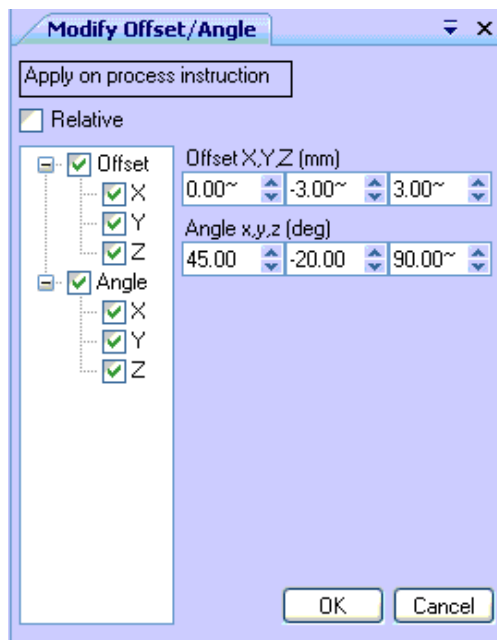 Modify Offset/Angle
Apply on process instruction
Relative
Offset
X
Y
Z
Angle
X
Y
Z
Offset X,Y,Z (mm)
0.00~ -3.00~ 3.00~
Angle x,y,z (deg)
45.00 -20.00 90.00~
OK Cancel